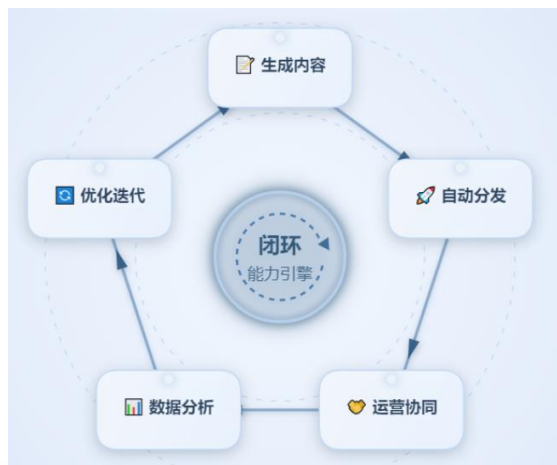 生成内容
优化迭代
自动分发
闭环
能力引擎
数据分析
运营协同